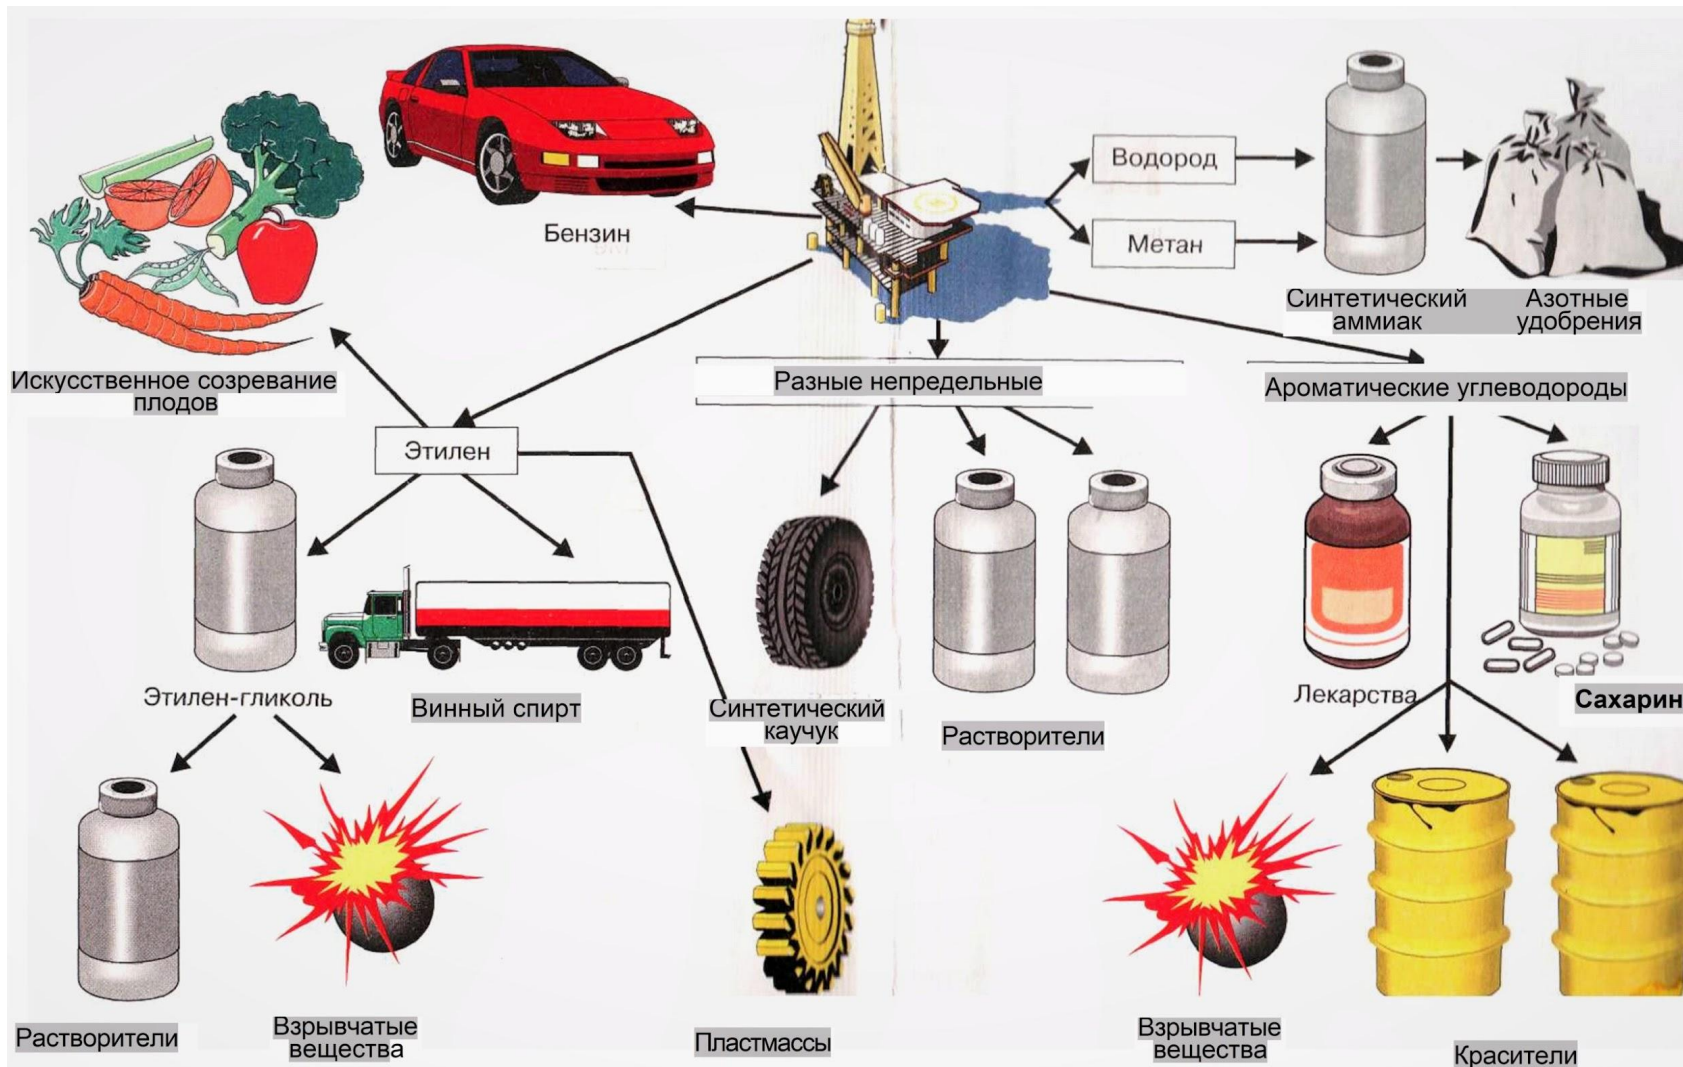 Бензин
Водород
Метан
Синтетический
аммиак
Азотные
удобрения
Искусственное созревание
плодов
Разные непредельные
Ароматические углеводороды
Этилен
Этилен-гликоль
Винный спирт
Синтетический
каучук
Растворители
Лекарства
Сахарин
Растворители
Взрывчатые
вещества
Пластмассы
Взрывчатые
вещества
Красители